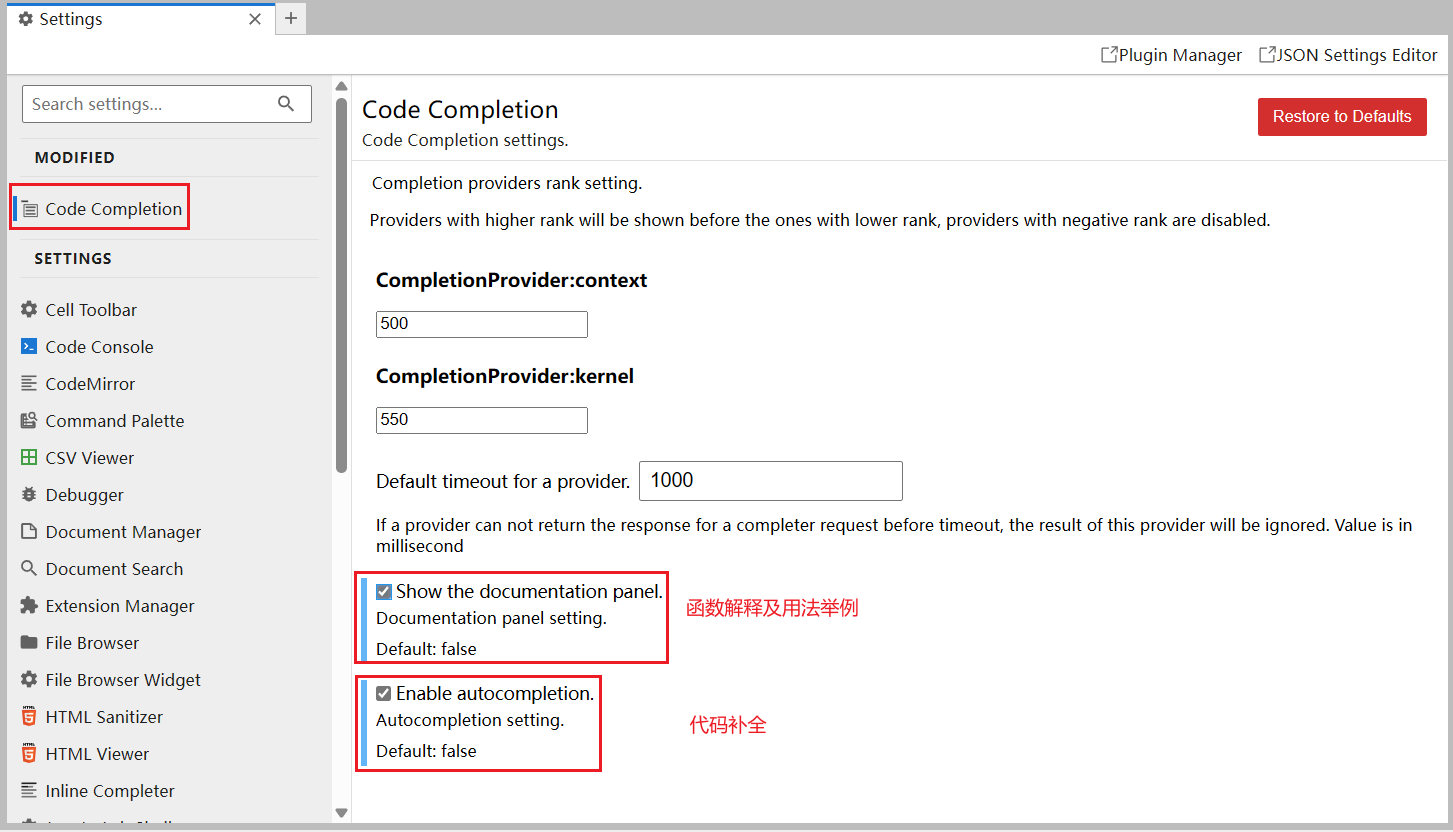 Settings
Plugin Manager
JSON Settings Editor
Search settings...
MODIFIED
Code Completion
SETTINGS
Cell Toolbar
Code Console
CodeMirror
Command Palette
CSV Viewer
Debugger
Document Manager
Document Search
Extension Manager
File Browser
File Browser Widget
HTML Sanitizer
HTML Viewer
Inline Completer
Code Completion
Restore to Defaults
Code Completion settings.
Completion providers rank setting.
Providers with higher rank will be shown before the ones with lower rank, providers with negative rank are disabled.
CompletionProvider:context
500
CompletionProvider:kernel
550
Default timeout for a provider. 1000
If a provider can not return the response for a completer request before timeout, the result of this provider will be ignored. Value is in
millisecond
Show the documentation panel.
Documentation panel setting.
Default: false
函数解释及用法举例
Enable autocompletion.
Autocompletion setting.
Default: false
代码补全